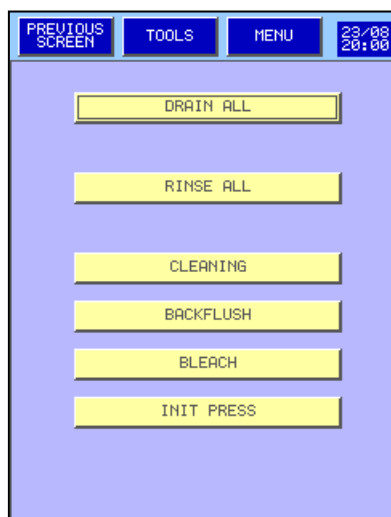 PREVIOUS
SCREEN
TOOLS
MENU
23/08
20:00
DRAIN ALL
RINSE ALL
CLEANING
BACKFLUSH
BLEACH
INIT PRESS